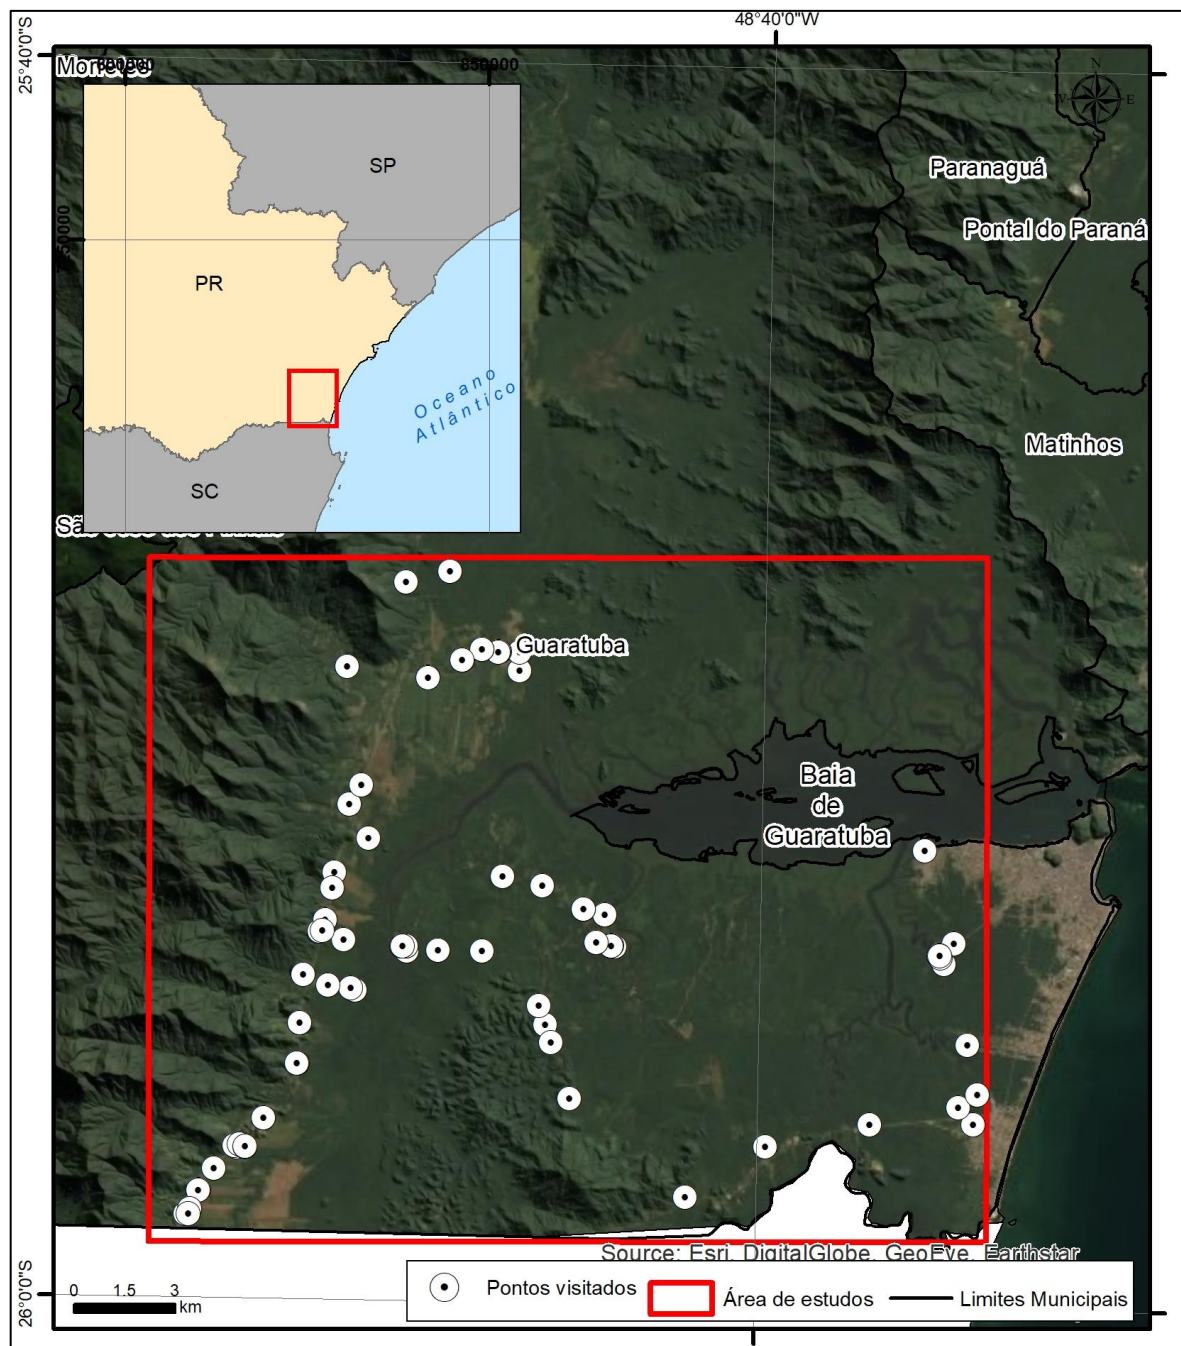 48°40'0"W
25°40'0"S
Morretes
600000
850000
N
W
E
S
SP
Paranaguá
Pontal do Paraná
PR
Oceano
Atlântico
Matinhos
SC
Guaratuba
Baia
de
Guaratuba
Source: Esri, DigitalGlobe, GeoEye, Earthstar
0 1.5 3
km
Pontos visitados
Área de estudos
Limites Municipais
26°0'0"S